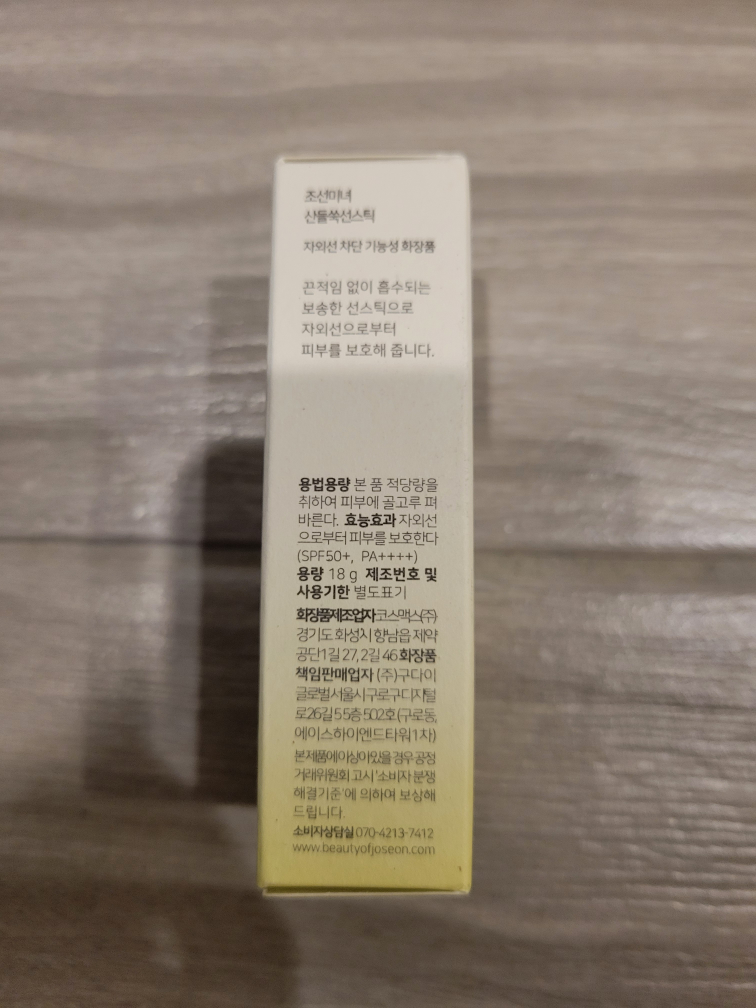 조선미녀
산들쑥선스틱
자외선 차단 기능성 화장품
끈적임 없이 흡수되는
보송한 선스틱으로
자외선으로부터
피부를 보호해 줍니다.
용법용량 본 품 적당량을
취하여 피부에 골고루 펴
바른다. 효능효과 자외선
으로부터 피부를 보호한다
(SPF50+, PA++++)
용량 18 g 제조번호 및
사용기한 별도표기
화장품제조업자 코스맥스(주)
경기도 화성시 향남읍 제약
공단1길 27, 2길 46 화장품
책임판매업자 (주)구다이
글로벌 서울시 구로구 디지털
로26길 5 5층 502호 (구로동,
에이스하이엔드타워1차)
본 제품에 이상이 있을 경우 공정
거래위원회 고시 '소비자 분쟁
해결기준'에 의하여 보상해
드립니다.
소비자상담실 070-4213-7412
www.beautyofjoseon.com